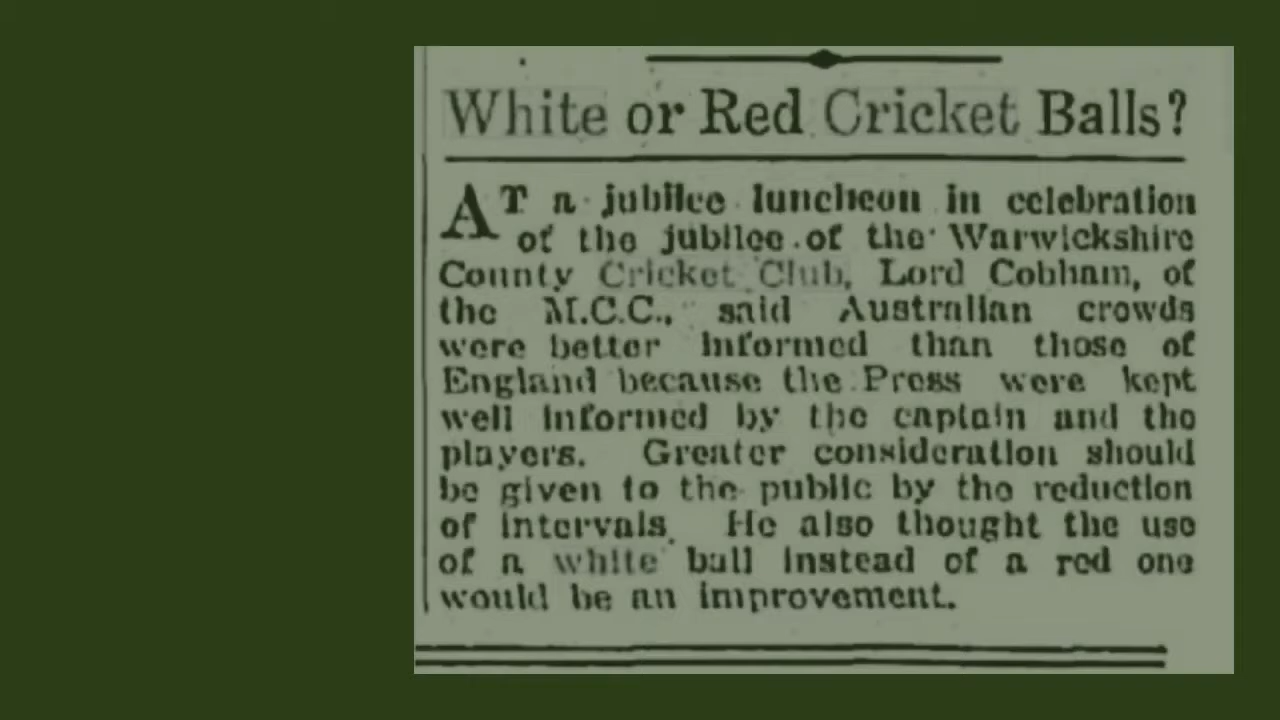 White or Red Cricket Balls?
AT a jubilee luncheon in celebration
of the jubilee of the Warwickshire
County Cricket Club, Lord Cobham, of
the M.C.C., said Australian crowds
were better informed than those of
England because the Press were kept
well informed by the captain and the
players. Greater consideration should
be given to the public by the reduction
of intervals. He also thought the use
of a white ball instead of a red one
would be an improvement.